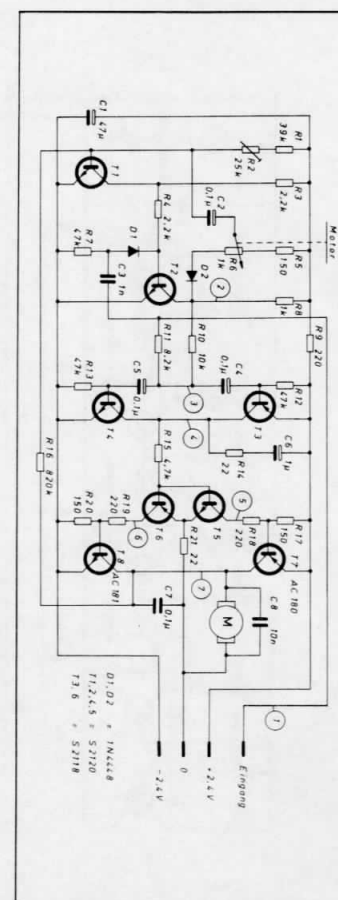 Motor
R1
39k
R2
25k
R3
2,2k
R5
150
R8
1k
R9 220
R12
47k
C1 47µ
T1
C2
0,1µ
R4 2,2k
R6
1k
D1
D2
T2
R7
47k
C3 1n
2
R10
10k
R11 8,2k
C4
0,1µ
C5
0,1µ
R13
47k
3
4
T3
T4
R14
22
C6
1µ
R15 4,7k
R16 820k
R17
150
R18
220
R19
220
R20
150
5
6
T5
T6
R21 22
T7
AC 180
T8
AC 181
7
C7
0,1µ
C8
10n
M
1
Eingang
+2,4V
0
-2,4V
D1, D2 = 1N4448
T1,2,4,5 = S2120
T3,6 = S2118